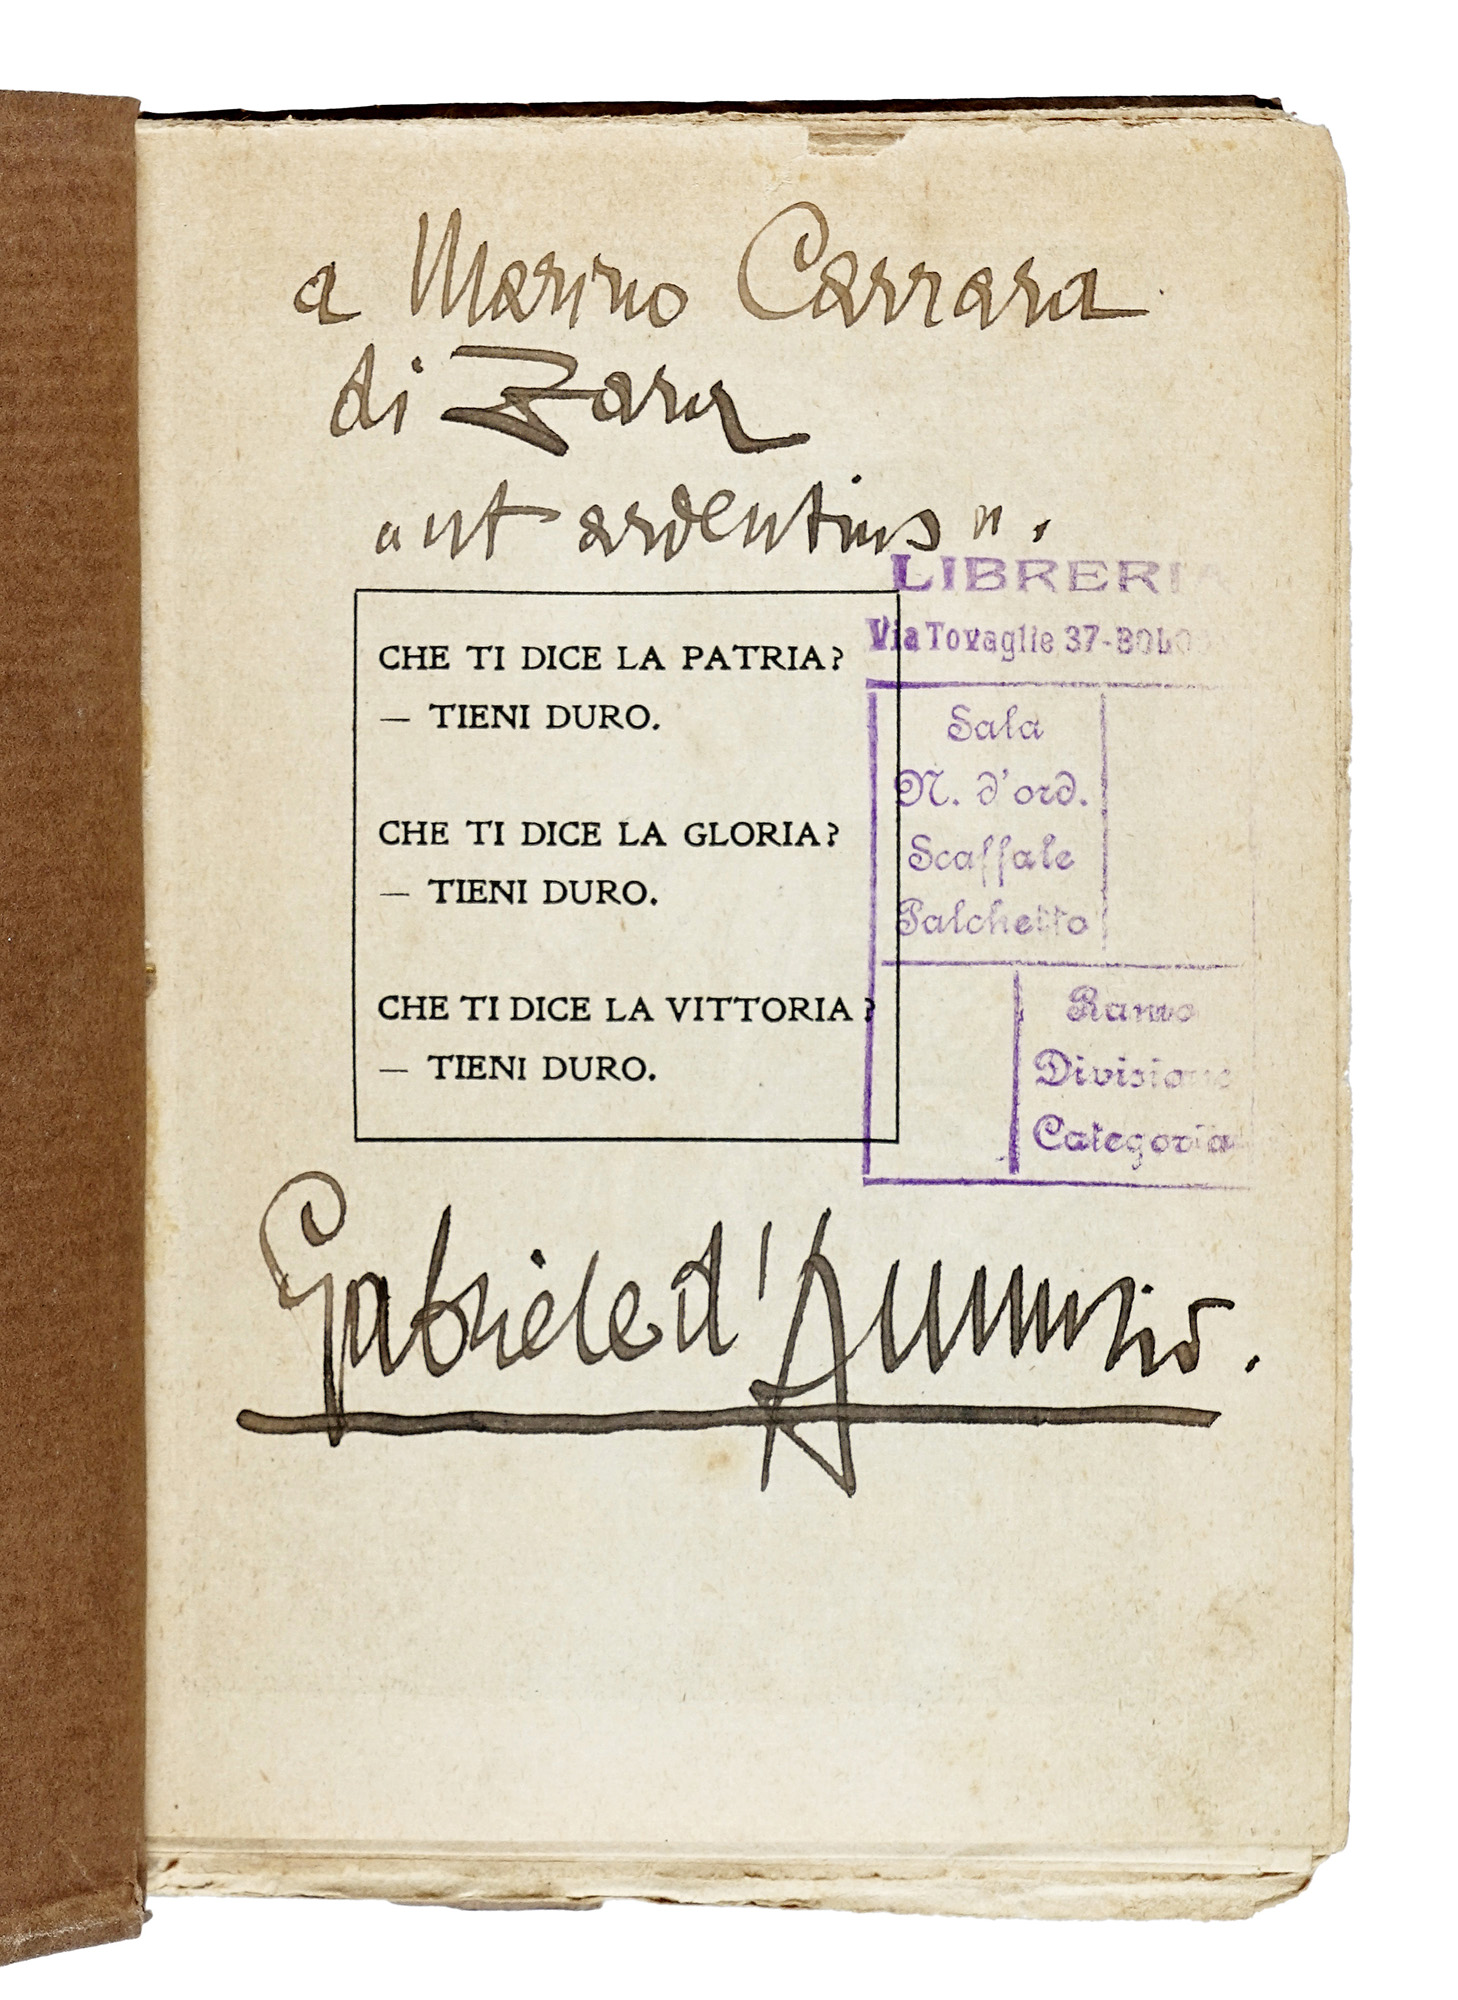 a Marino Carrara
di Zara
"ut ardentius".
LIBRERIA
Via Tovaglie 37-BOLO
CHE TI DICE LA PATRIA?
— TIENI DURO.
CHE TI DICE LA GLORIA?
— TIENI DURO.
CHE TI DICE LA VITTORIA?
— TIENI DURO.
Sala
N. d'ord.
Scaffale
Palchetto
Ramo
Divisione
Categoria
Gabriele d'Annunzio.